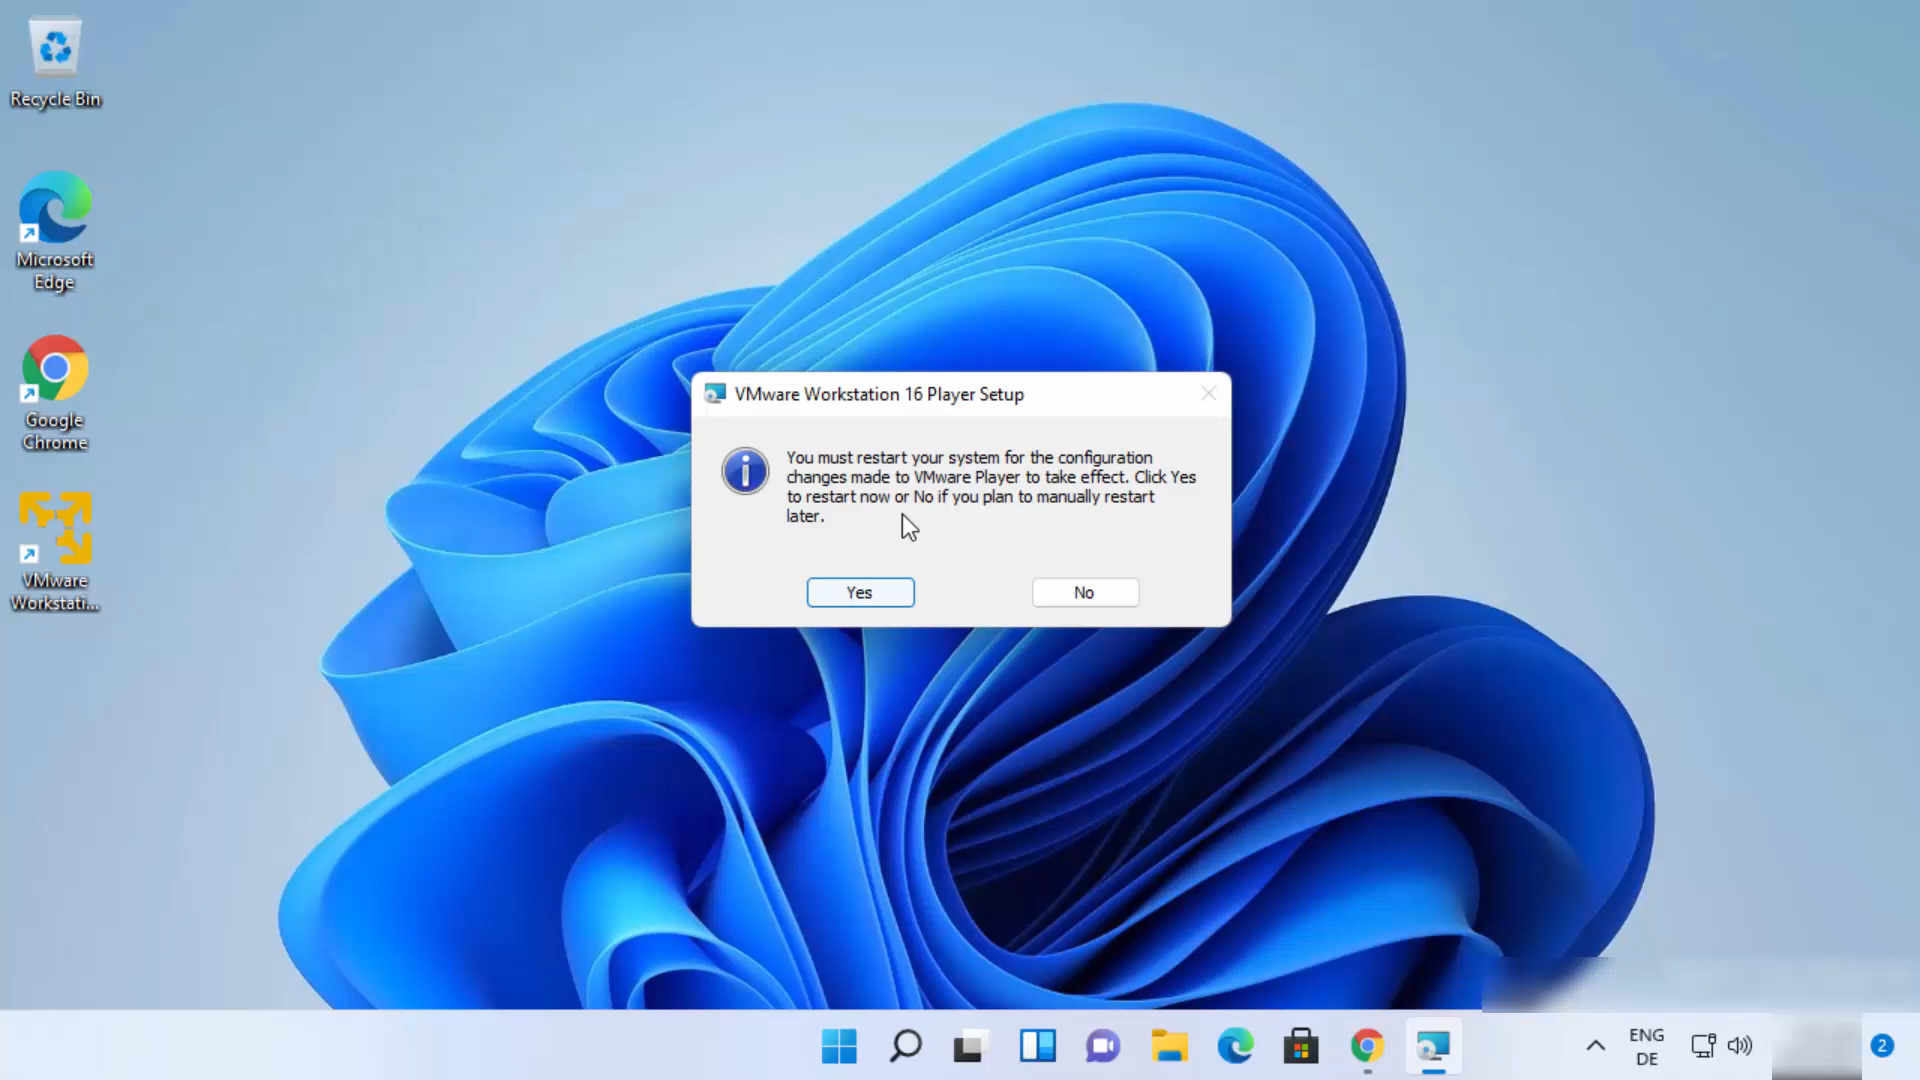 Recycle Bin
Microsoft
Edge
Google
Chrome
VMware
Workstati...
VMware Workstation 16 Player Setup
You must restart your system for the configuration
changes made to VMware Player to take effect. Click Yes
to restart now or No if you plan to manually restart
later.
Yes
No
ENG
DE
2